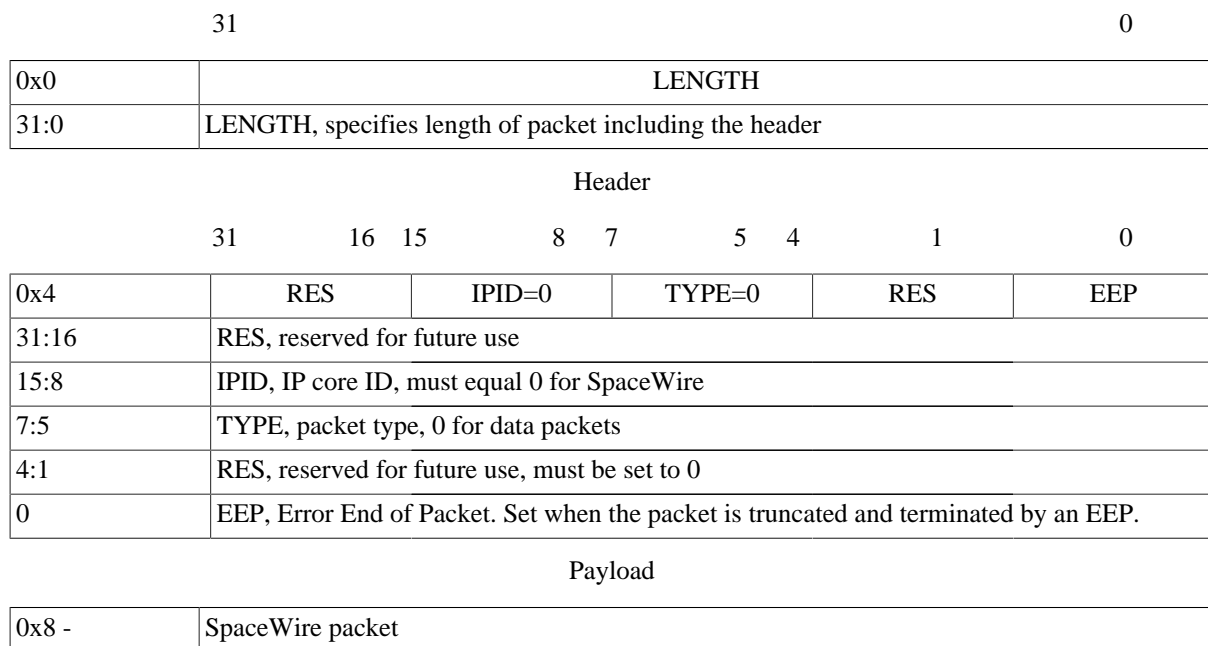 31 0
0x0 LENGTH
31:0 LENGTH, specifies length of packet including the header
Header
31 16 15 8 7 5 4 1 0
0x4 RES IPID=0 TYPE=0 RES EEP
31:16 RES, reserved for future use
15:8 IPID, IP core ID, must equal 0 for SpaceWire
7:5 TYPE, packet type, 0 for data packets
4:1 RES, reserved for future use, must be set to 0
0 EEP, Error End of Packet. Set when the packet is truncated and terminated by an EEP.
Payload
0x8 - SpaceWire packet